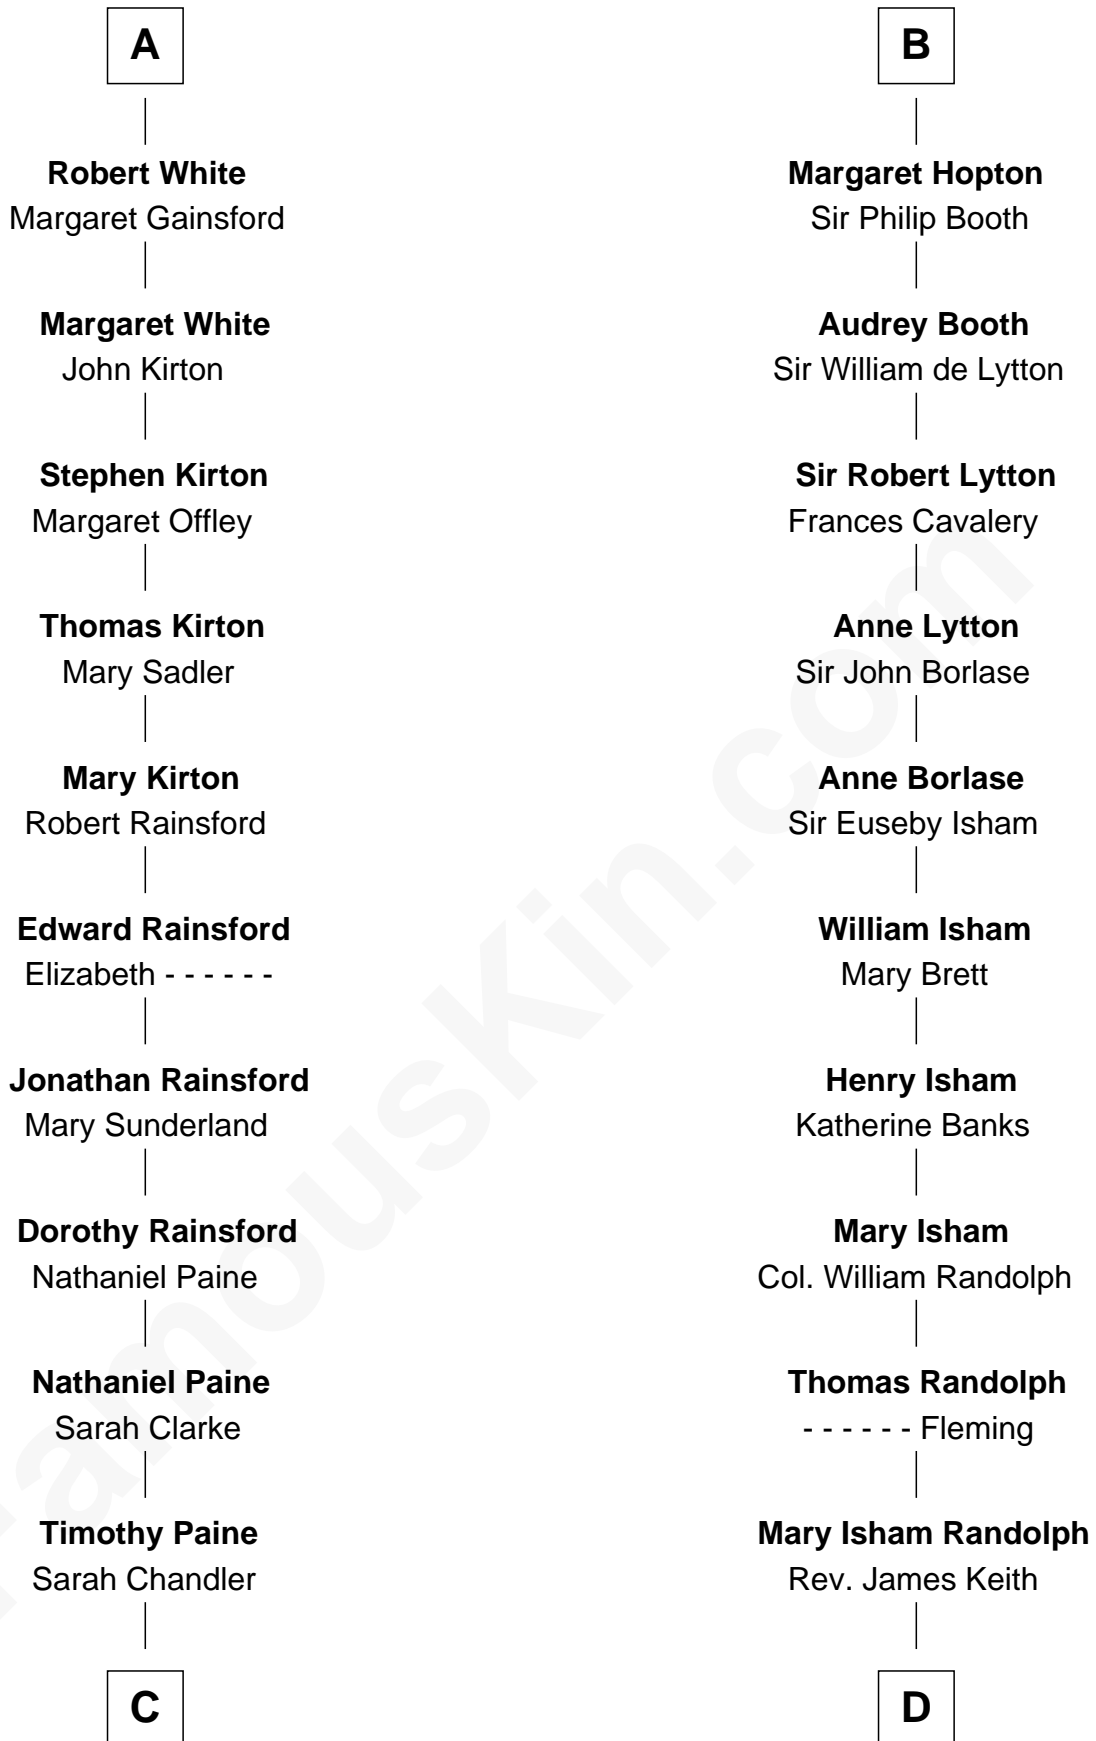 A
Robert White
Margaret Gainsford
Margaret White
John Kirton
Stephen Kirton
Margaret Offley
Thomas Kirton
Mary Sadler
Mary Kirton
Robert Rainsford
Edward Rainsford
Elizabeth - - - - - -
Jonathan Rainsford
Mary Sunderland
Dorothy Rainsford
Nathaniel Paine
Nathaniel Paine
Sarah Clarke
Timothy Paine
Sarah Chandler
C
B
Margaret Hopton
Sir Philip Booth
Audrey Booth
Sir William de Lytton
Sir Robert Lytton
Frances Cavalery
Anne Lytton
Sir John Borlase
Anne Borlase
Sir Euseby Isham
William Isham
Mary Brett
Henry Isham
Katherine Banks
Mary Isham
Col. William Randolph
Thomas Randolph
- - - - - - Fleming
Mary Isham Randolph
Rev. James Keith
D
FamousKin.com